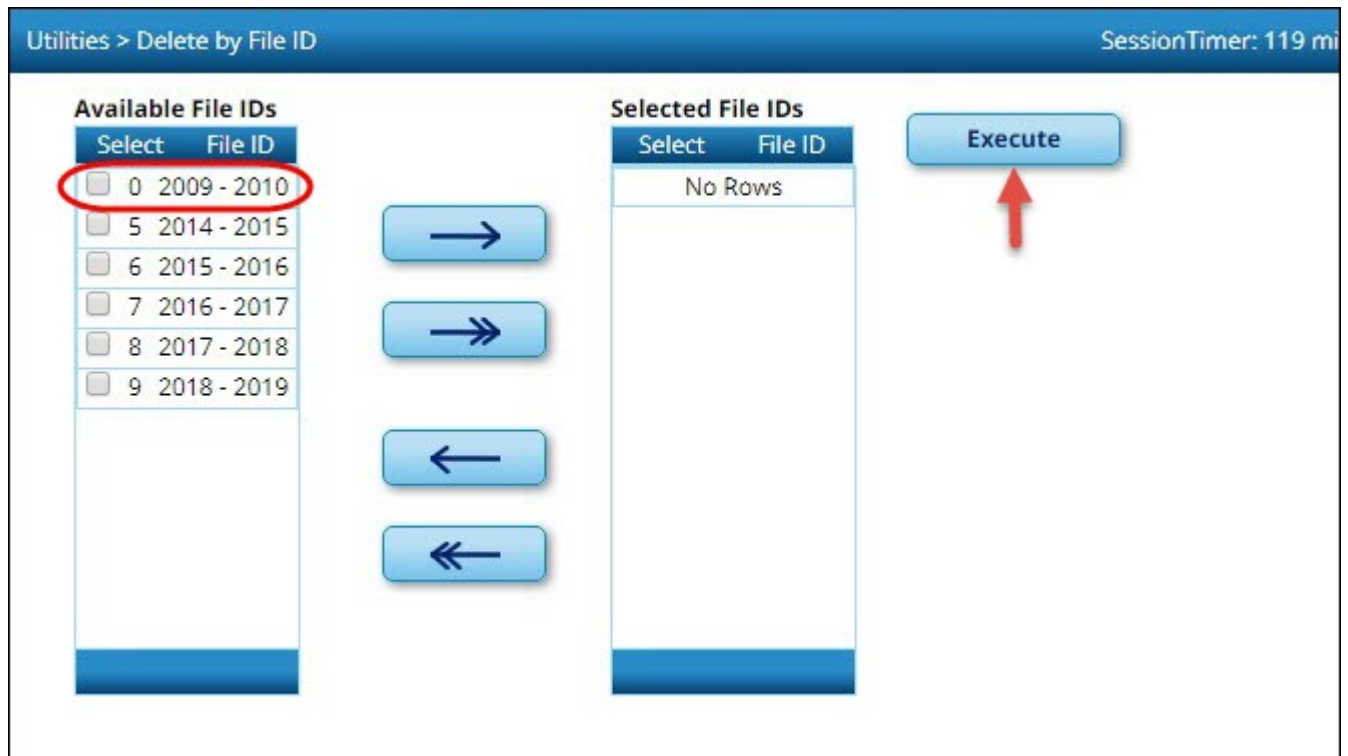 Utilities > Delete by File ID
SessionTimer: 119 mi
Available File IDs
Select File ID
0 2009 - 2010
5 2014 - 2015
6 2015 - 2016
7 2016 - 2017
8 2017 - 2018
9 2018 - 2019
Selected File IDs
Select File ID
No Rows
Execute